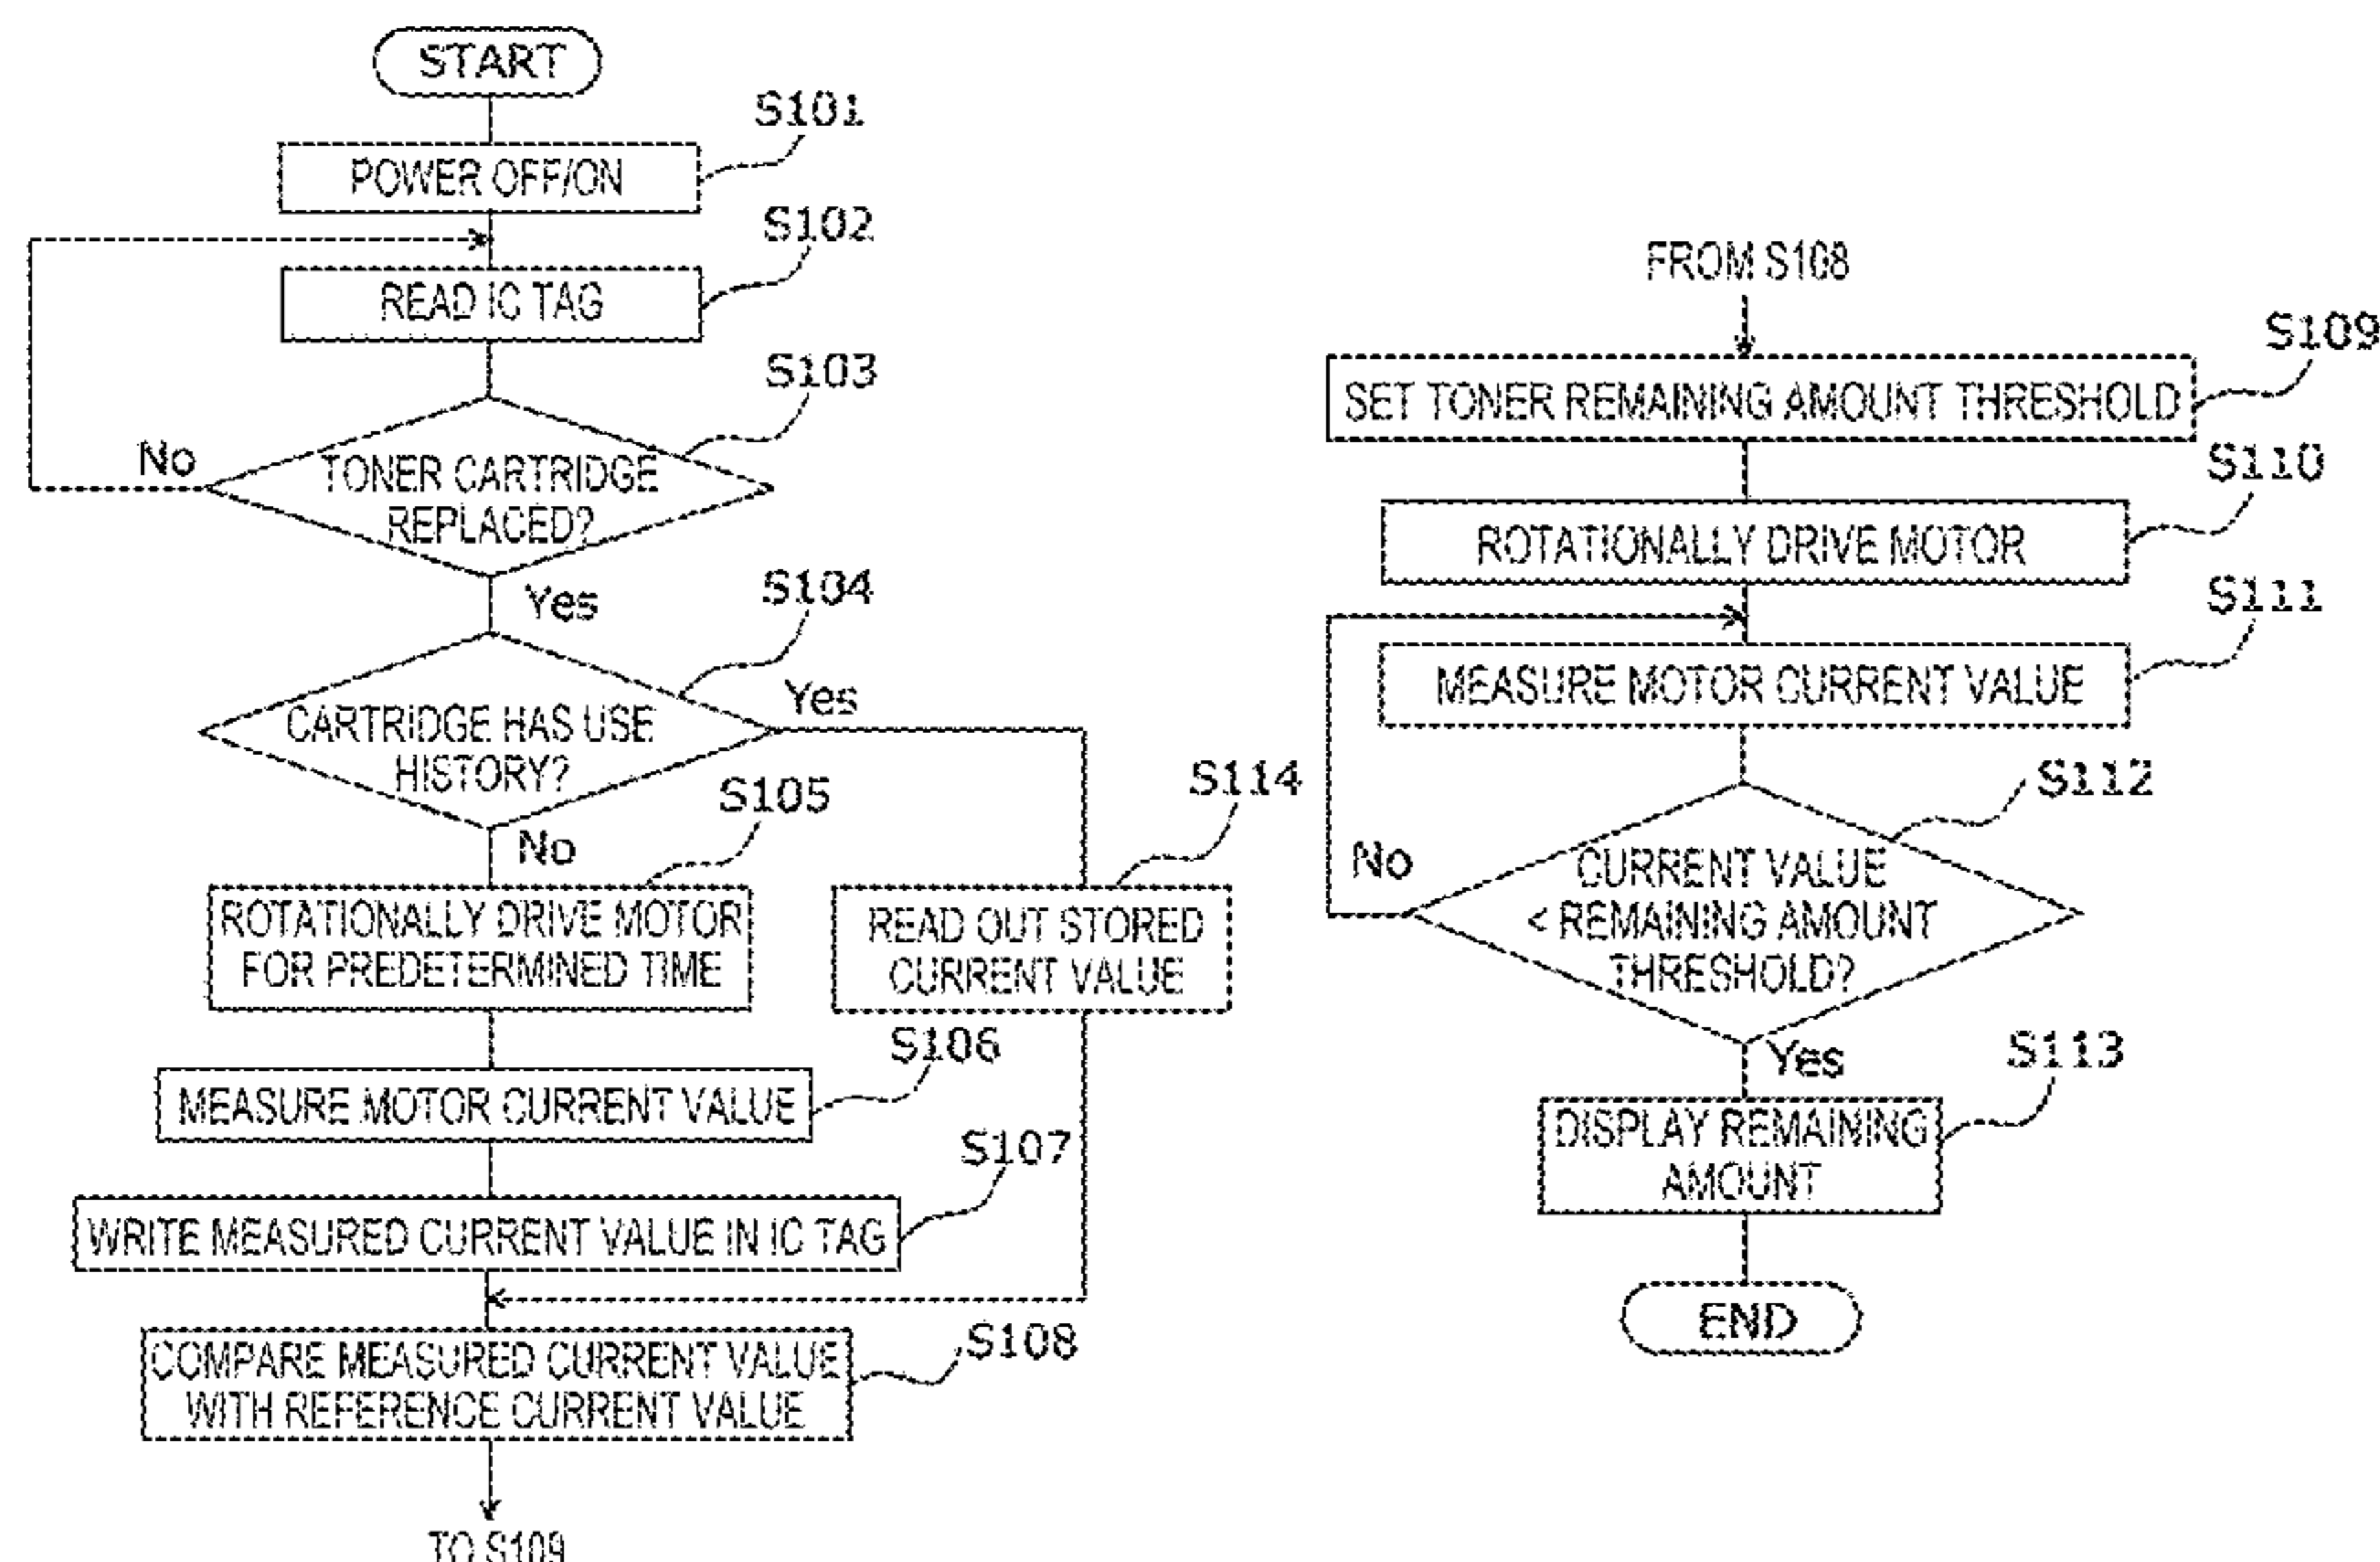 START
S101
POWER OFF/ON
S102
READ IC TAG
S103
No
TONER CARTRIDGE
REPLACED?
Yes
S104
Yes
CARTRIDGE HAS USE
HISTORY?
No
S105
S114
ROTATIONALLY DRIVE MOTOR
FOR PREDETERMINED TIME
READ OUT STORED
CURRENT VALUE
S106
MEASURE MOTOR CURRENT VALUE
S107
WRITE MEASURED CURRENT VALUE IN IC TAG
S108
COMPARE MEASURED CURRENT VALUE
WITH REFERENCE CURRENT VALUE
TO S109
FROM S108
S109
SET TONER REMAINING AMOUNT THRESHOLD
S110
ROTATIONALLY DRIVE MOTOR
S111
MEASURE MOTOR CURRENT VALUE
S112
No
CURRENT VALUE
< REMAINING AMOUNT
THRESHOLD?
Yes
S113
DISPLAY REMAINING
AMOUNT
END